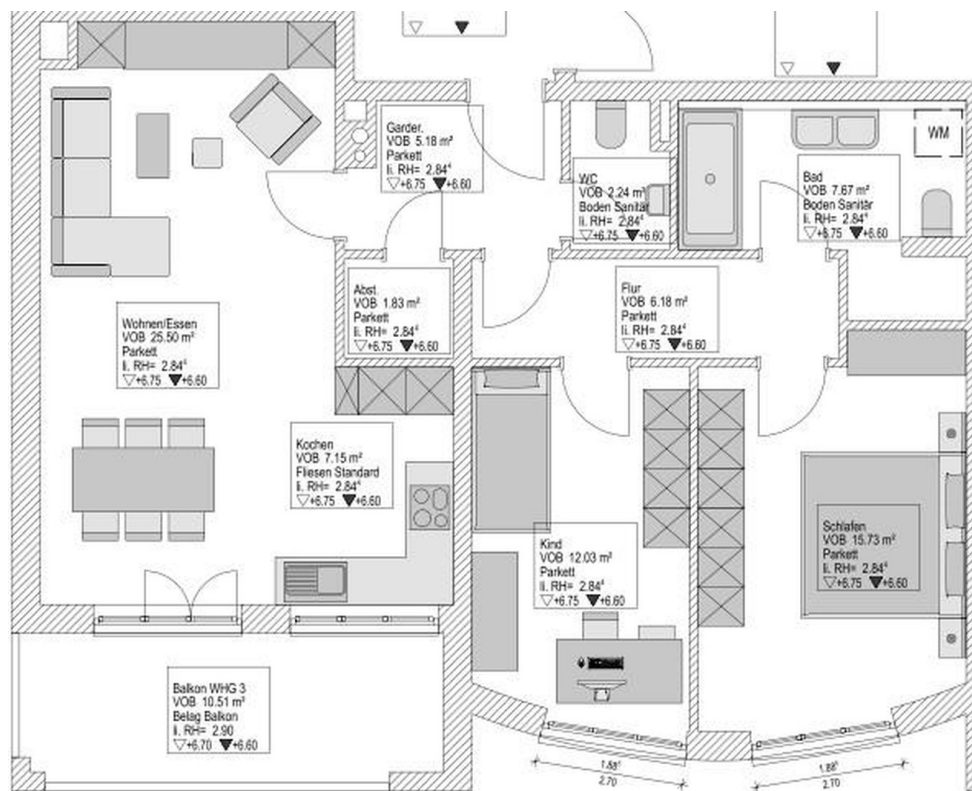 Garder.
VOB 5.18 m²
Parkett
li. RH= 2.84⁴
▽+6.75 ▼+6.60
WC
VOB 2.24 m²
Boden Sanitär
li. RH= 2.84⁴
▽+6.75 ▼+6.60
WM
Bad
VOB 7.67 m²
Boden Sanitär
li. RH= 2.84⁴
▽+6.75 ▼+6.60
Abst.
VOB 1.83 m²
Parkett
li. RH= 2.84⁴
▽+6.75 ▼+6.60
Flur
VOB 6.18 m²
Parkett
li. RH= 2.84⁴
▽+6.75 ▼+6.60
Wohnen/Essen
VOB 25.50 m²
Parkett
li. RH= 2.84⁴
▽+6.75 ▼+6.60
Kochen
VOB 7.15 m²
Fliesen Standard
li. RH= 2.84⁴
▽+6.75 ▼+6.60
Kind
VOB 12.03 m²
Parkett
li. RH= 2.84⁴
▽+6.75 ▼+6.60
Schlafen
VOB 15.73 m²
Parkett
li. RH= 2.84⁴
▽+6.75 ▼+6.60
Balkon WHG 3
VOB 10.51 m²
Belag Balkon
li. RH= 2.90
▽+6.70 ▼+6.60
1.88⁵
2.70
1.88⁵
2.70